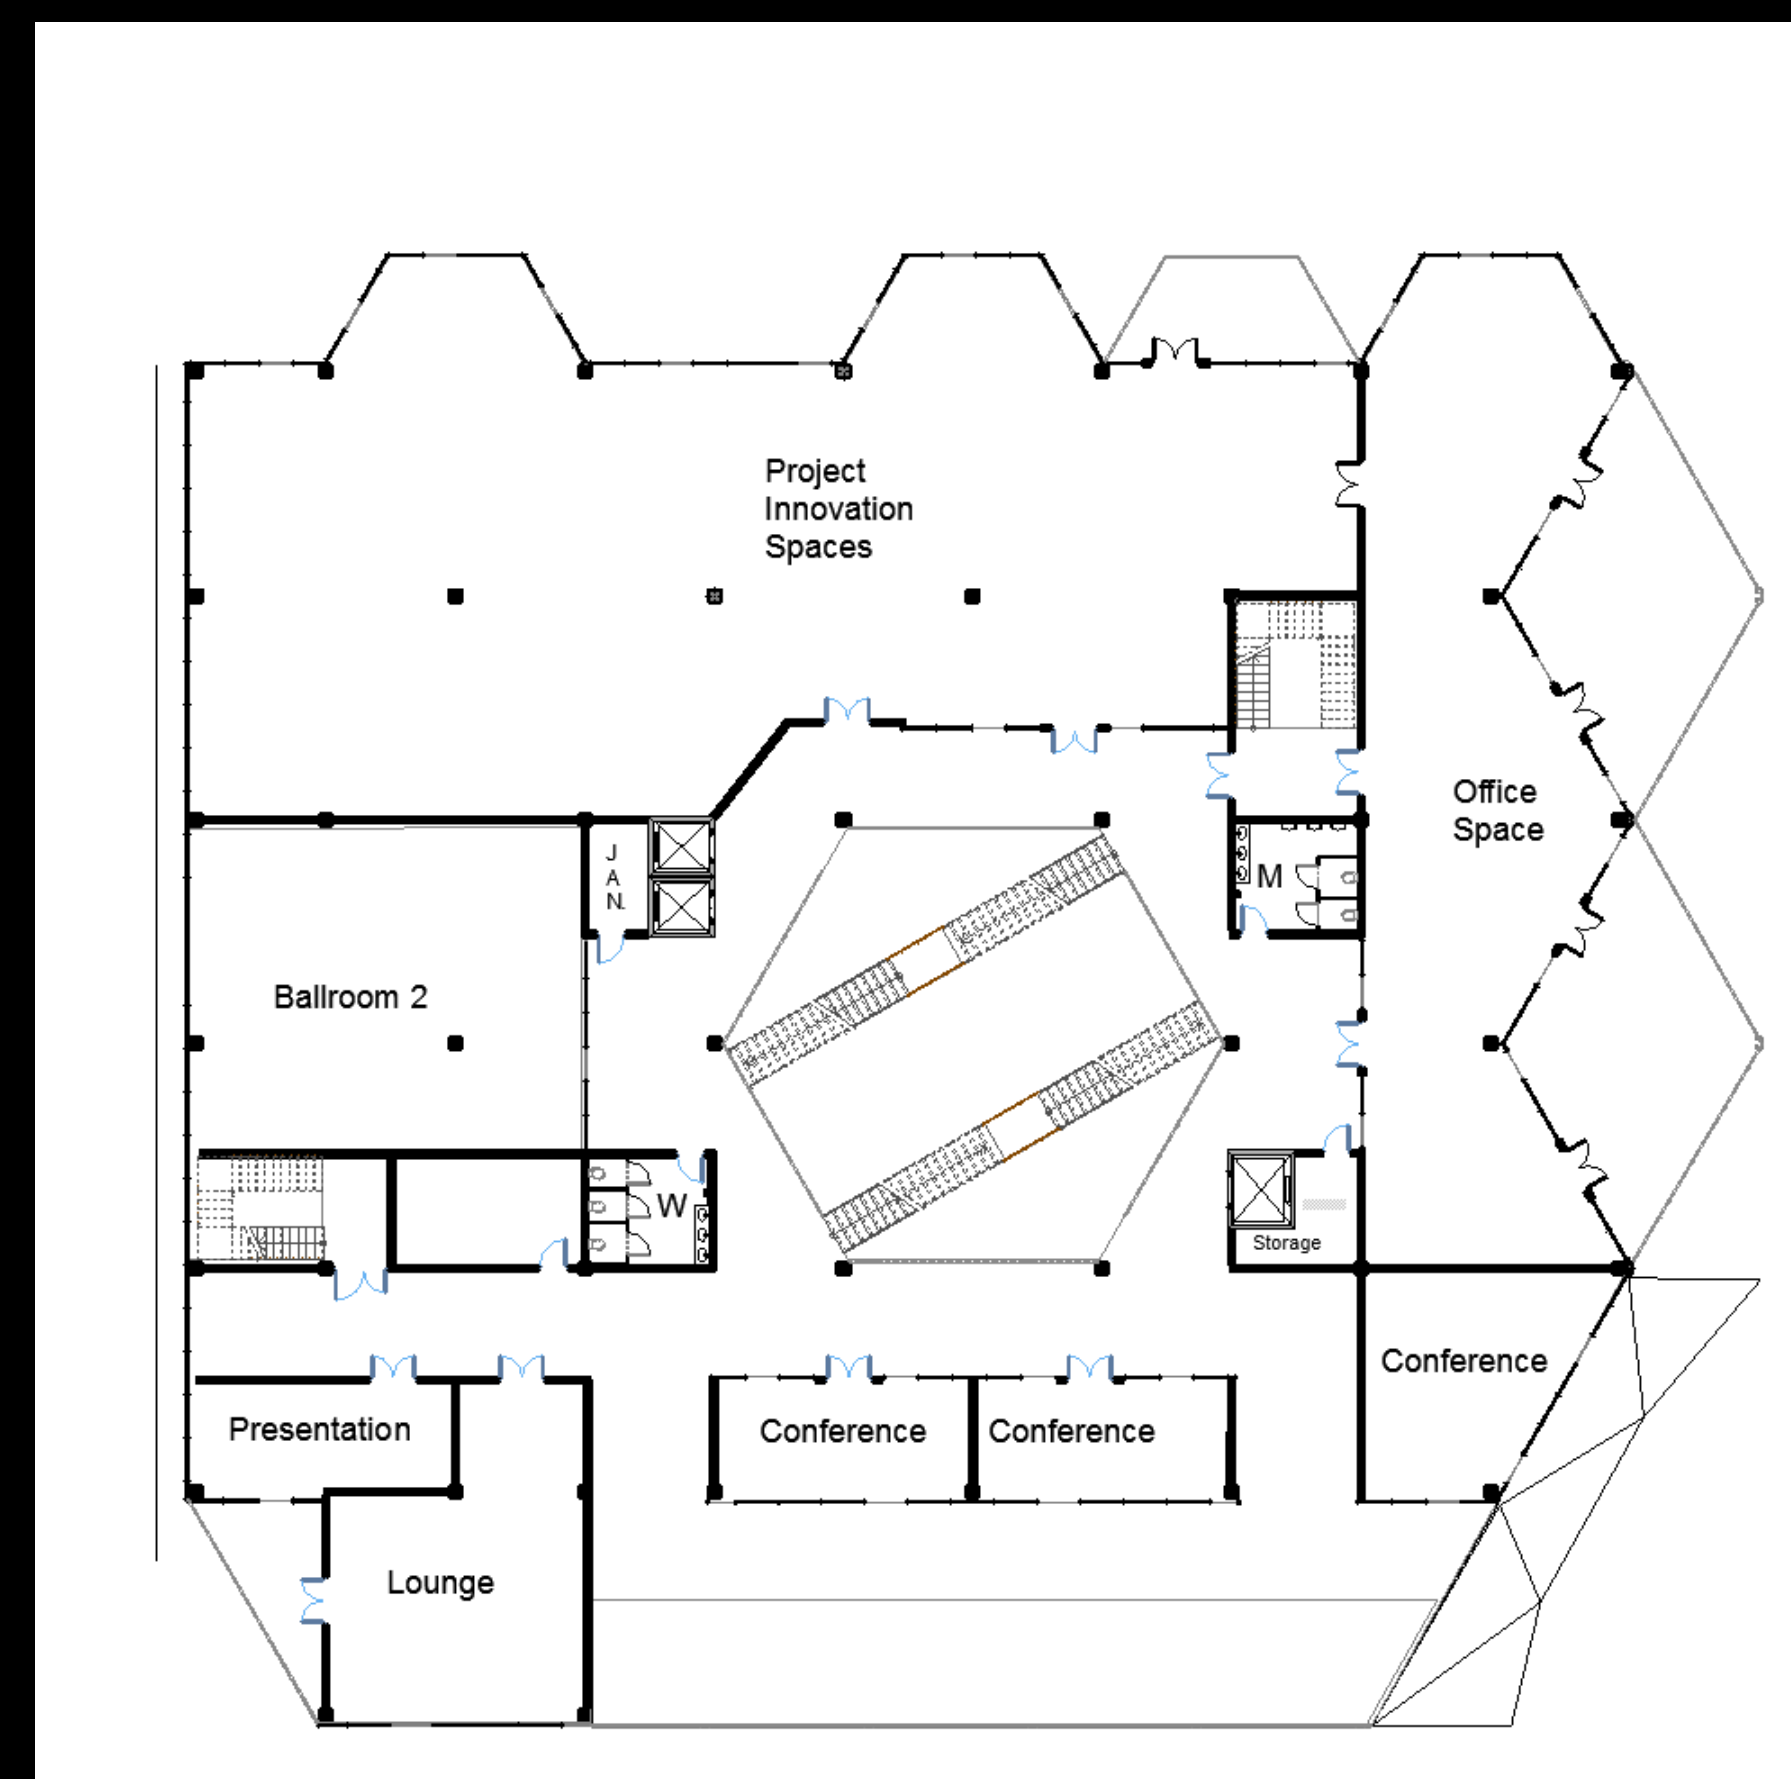 Project
Innovation
Spaces
Office
Space
J
A
N.
M
Ballroom 2
W
Storage
Conference
Presentation
Conference
Conference
Lounge